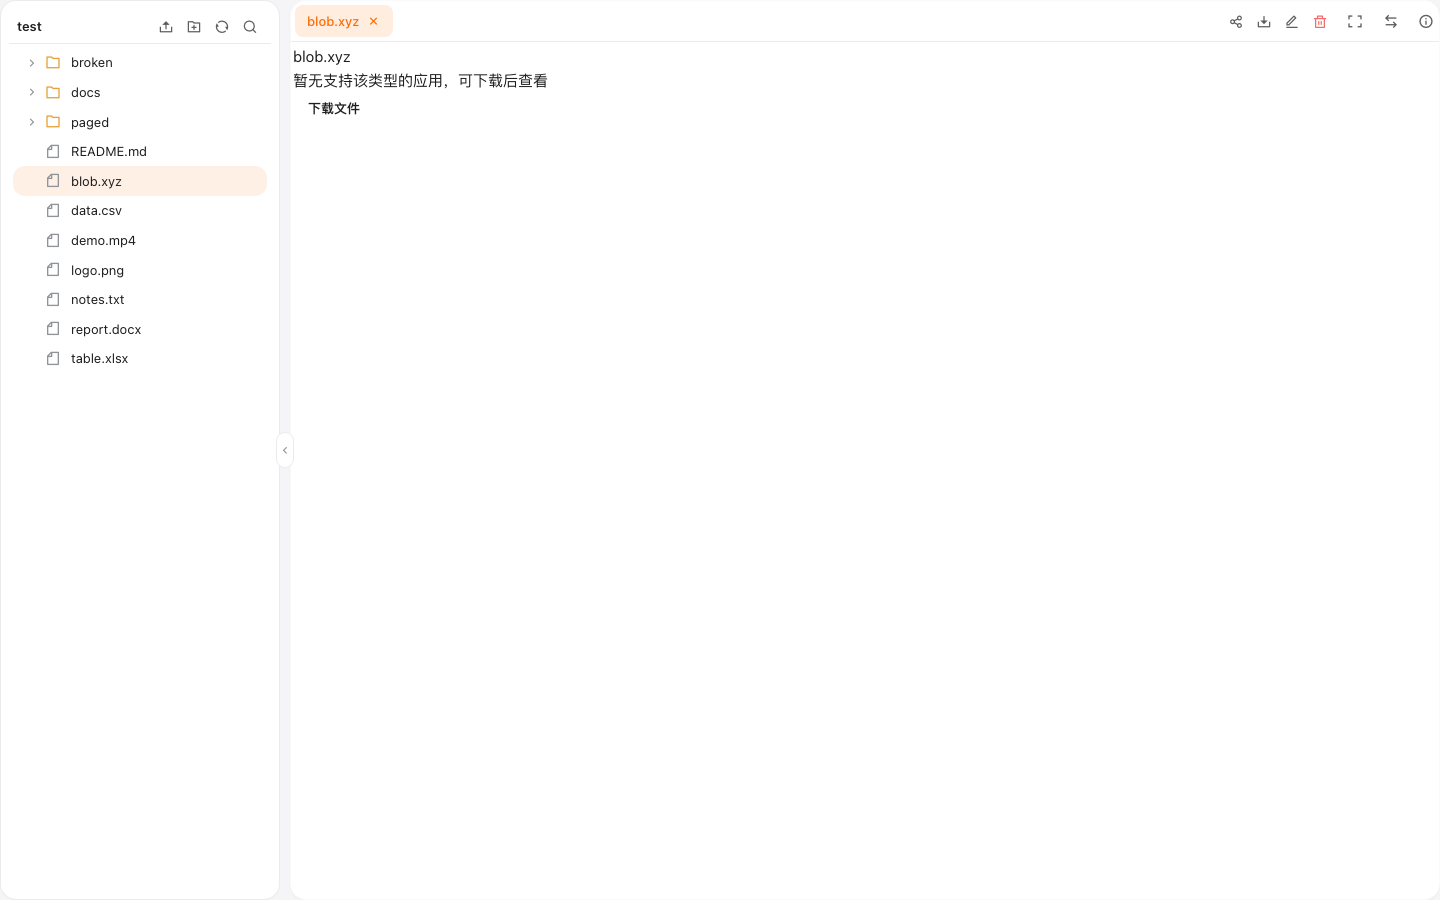 test
broken
docs
paged
README.md
blob.xyz
data.csv
demo.mp4
logo.png
notes.txt
report.docx
table.xlsx
blob.xyz
blob.xyz
暂无支持该类型的应用，可下载后查看
下载文件